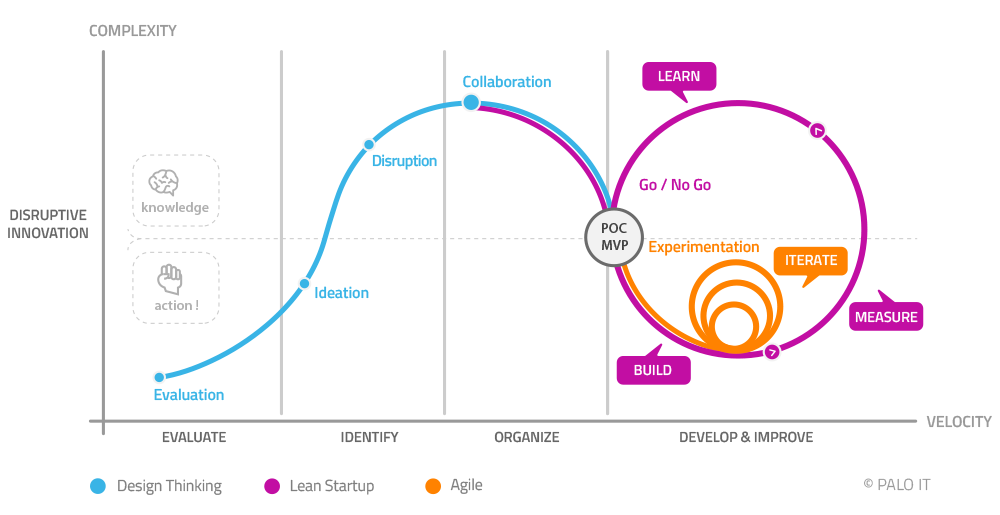 COMPLEXITY
LEARN
Collaboration
Disruption
Go / No Go
knowledge
DISRUPTIVE
INNOVATION
POC
MVP
Experimentation
ITERATE
action !
Ideation
MEASURE
BUILD
Evaluation
VELOCITY
EVALUATE
IDENTIFY
ORGANIZE
DEVELOP & IMPROVE
Design Thinking
Lean Startup
Agile
© PALO IT